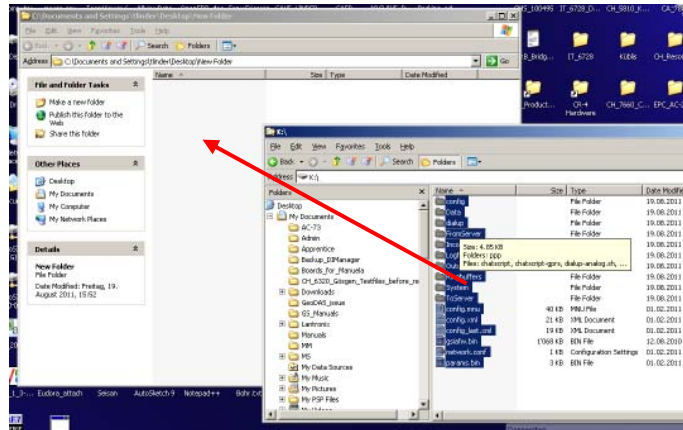 C:\Documents and Settings\tlinder\Desktop\New Folder
File Edit View Favorites Tools Help
Back Search Folders
Address C:\Documents and Settings\tlinder\Desktop\New Folder Go
Name Size Type Date Modified
File and Folder Tasks
Make a new folder
Publish this folder to the Web
Share this folder
Other Places
Desktop
My Documents
My Computer
My Network Places
Details
New Folder
File Folder
Date Modified: Freitag, 19. August 2011, 15:52
K:\
File Edit View Favorites Tools Help
Back Search Folders
Address K:\
Folders
Desktop
My Documents
AC-73
Admin
Apprentice
Backup_DIManager
Boards_for_Manuela
CH_6320_Gösgen_Testfiles_before_re
Downloads
GeoDAS_issue
GS_Manuals
Lantronix
Manuals
MM
MS
My Data Sources
My Music
My Pictures
My PSP Files
Name Size Type Date Modifie
config File Folder 19.08.2011
Data File Folder 19.08.2011
dialup File Folder 19.08.2011
FromServer File Folder 19.08.2011
Size: 4.85 KB
Folders: ppp
Files: chatscript, chatscript-gprs, dialup-analog.sh, ...
System File Folder 19.08.2011
ToServer File Folder 19.08.2011
config.mnu 40 KB MNU File 01.02.2011
config.xml 21 KB XML Document 01.02.2011
config_last.xml 19 KB XML Document 01.02.2011
gsiafw.bin 1'068 KB BIN File 12.08.2010
network.conf 1 KB Configuration Settings 01.02.2011
params.bin 3 KB BIN File 01.02.2011
IT_6728 Küblis
CR-4 Hardware CH_7660_C... EPC_AC-
Eudora_attach Seison AutoSketch9 Notepad++